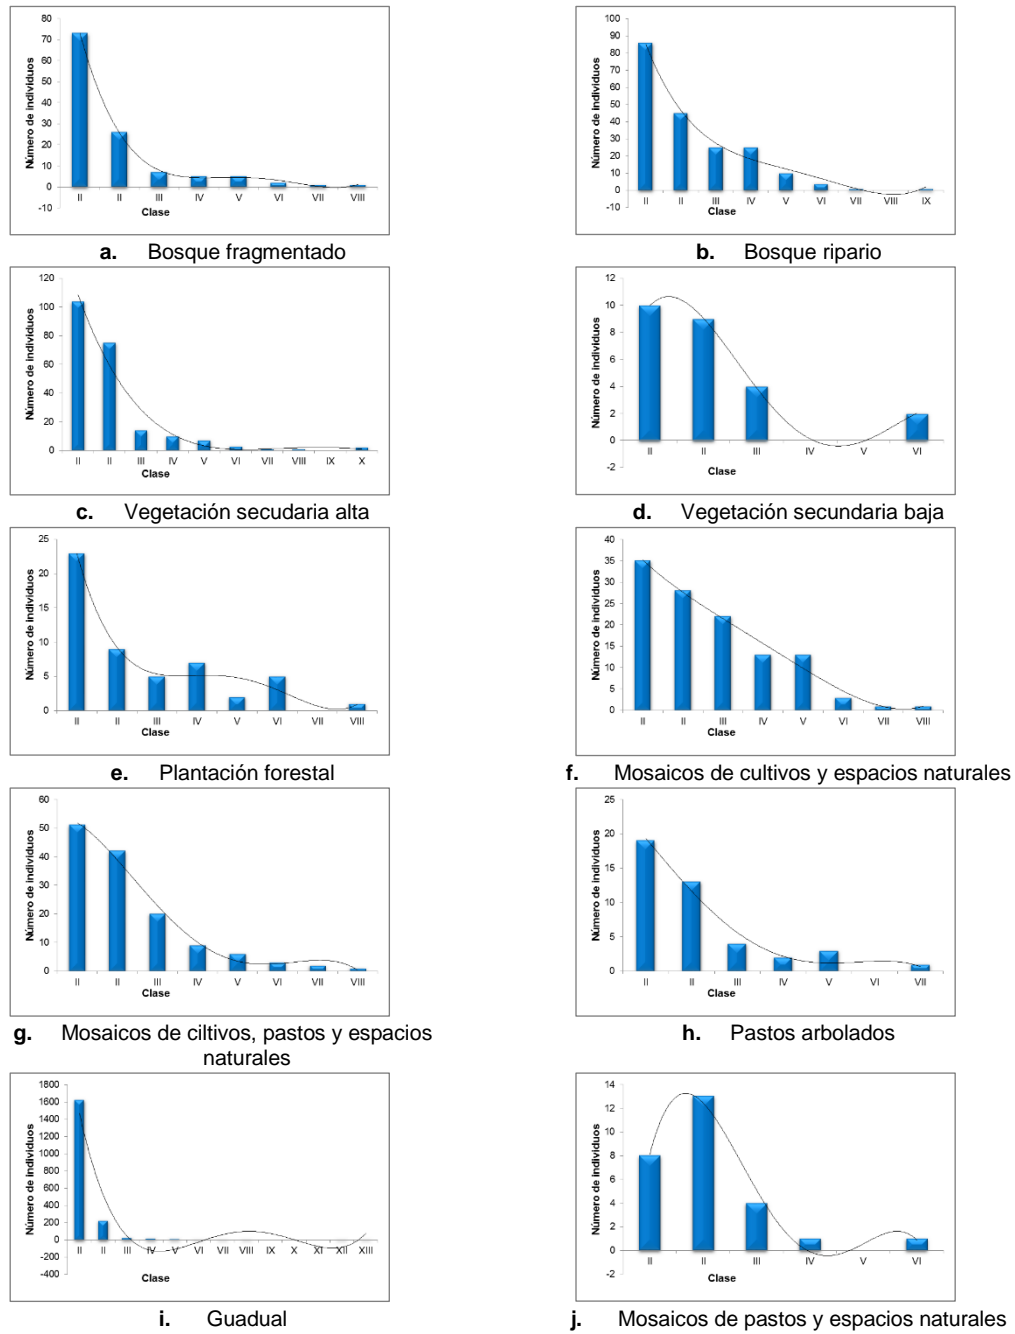 80
70
60
50
40
30
20
10
0
-10
Número de individuos
II II III IV V VI VII VIII
Clase
a. Bosque fragmentado
100
90
80
70
60
50
40
30
20
10
0
-10
Número de individuos
II II III IV V VI VII VIII IX
Clase
b. Bosque ripario
120
100
80
60
40
20
0
Número de individuos
II II III IV V VI VII VIII IX X
Clase
c. Vegetación secudaria alta
12
10
8
6
4
2
0
-2
Número de individuos
II II III IV V VI
Clase
d. Vegetación secundaria baja
25
20
15
10
5
0
Número de individuos
II II III IV V VI VII VIII
Clase
e. Plantación forestal
40
35
30
25
20
15
10
5
0
Número de individuos
II II III IV V VI VII VIII
Clase
f. Mosaicos de cultivos y espacios naturales
60
50
40
30
20
10
0
Número de individuos
II II III IV V VI VII VIII
Clase
g. Mosaicos de ciltivos, pastos y espacios
naturales
25
20
15
10
5
0
Número de individuos
II II III IV V VI VII
Clase
h. Pastos arbolados
1800
1600
1400
1200
1000
800
600
400
200
0
-200
-400
Número de individuos
II II III IV V VI VII VIII IX X XI XII XIII
Clase
i. Guadual
14
12
10
8
6
4
2
0
-2
Número de individuos
II II III IV V VI
Clase
j. Mosaicos de pastos y espacios naturales